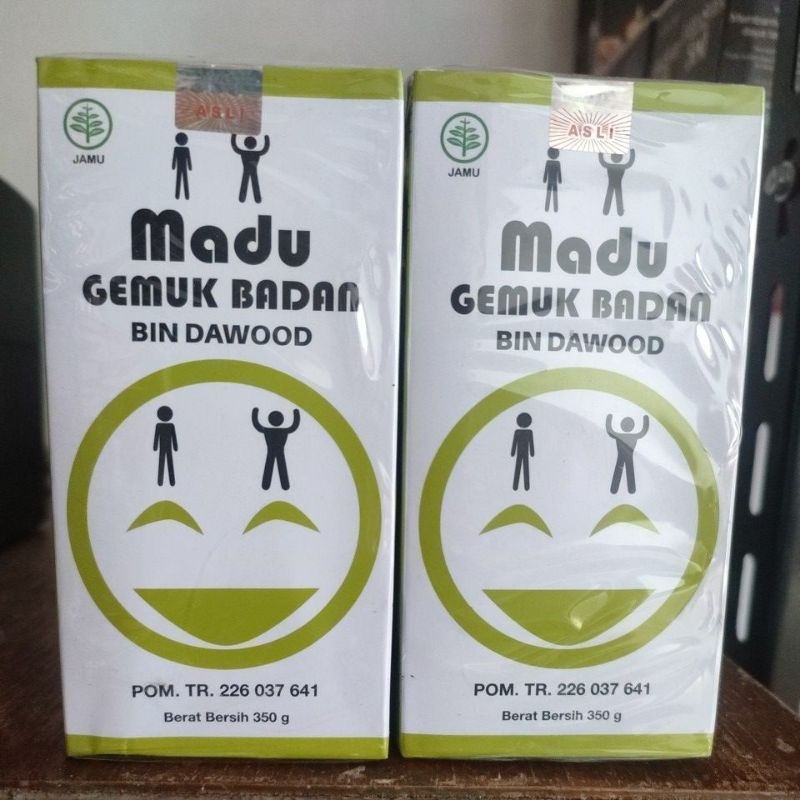 ASLI
JAMU
Madu
GEMUK BADAN
BIN DAWOOD
POM. TR. 226 037 641
Berat Bersih 350 g
ASLI
JAMU
Madu
GEMUK BADAN
BIN DAWOOD
POM. TR. 226 037 641
Berat Bersih 350 g